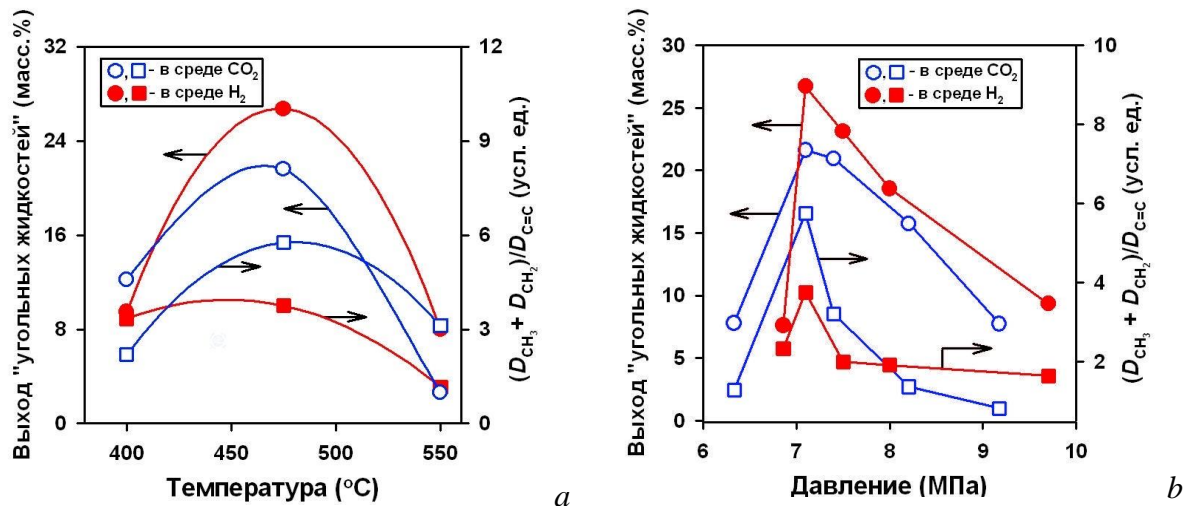 Выход "угольных жидкостей" (масс.%)
32
24
16
8
0
, - в среде CO2
, - в среде H2
12
9
6
3
0
(DCH3 + DCH2)/DC=C (усл. ед.)
400 450 500 550
Температура (°C)
a
Выход "угольных жидкостей" (масс.%)
30
25
20
15
10
5
0
, - в среде CO2
, - в среде H2
10
8
6
4
2
(DCH3 + DCH2)/DC=C (усл. ед.)
6 7 8 9 10
Давление (МПа)
b